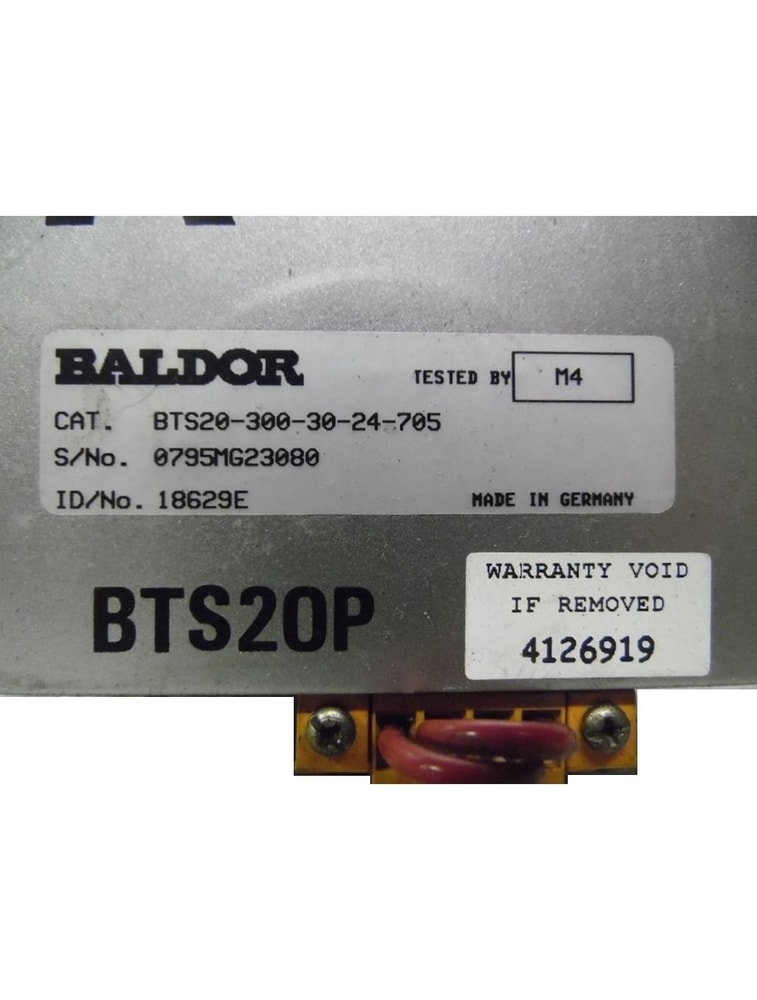 BALDOR TESTED BY M4
CAT. BTS20-300-30-24-705
S/No. 0795MG23080
ID/No. 18629E MADE IN GERMANY
BTS20P
WARRANTY VOID
IF REMOVED
4126919